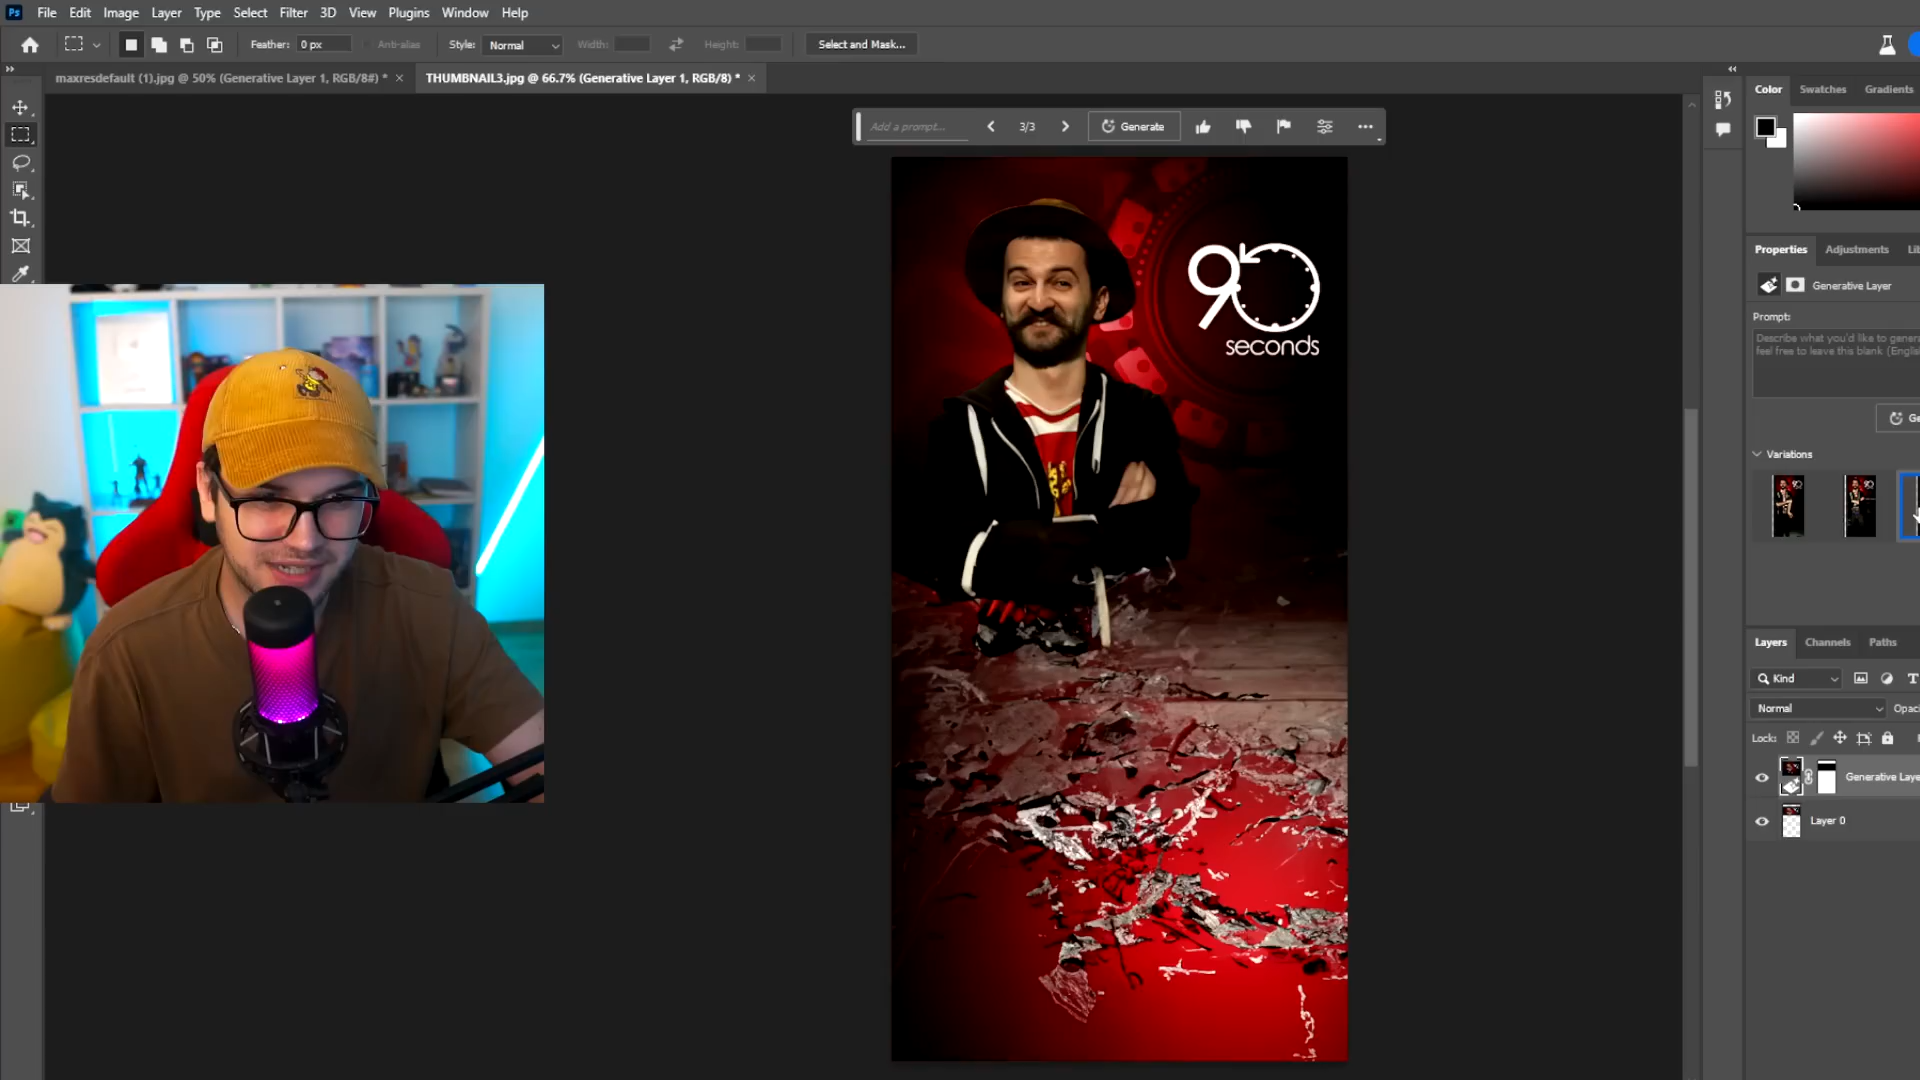 Ps File Edit Image Layer Type Select Filter 3D View Plugins Window Help
Feather: 0 px Anti-alias Style: Normal Width: Height: Select and Mask...
maxresdefault (1).jpg @ 50% (Generative Layer 1, RGB/8#) * × THUMBNAIL3.jpg @ 66.7% (Generative Layer 1, RGB/8) * ×
Add a prompt... 3/3 Generate
90
seconds
Color Swatches Gradients
Properties Adjustments Li
Generative Layer
Prompt:
Describe what you'd like to gener
feel free to leave this blank (Englis
Ge
Variations
Layers Channels Paths
Kind
Normal Opaci
Lock:
Generative Laye
Layer 0